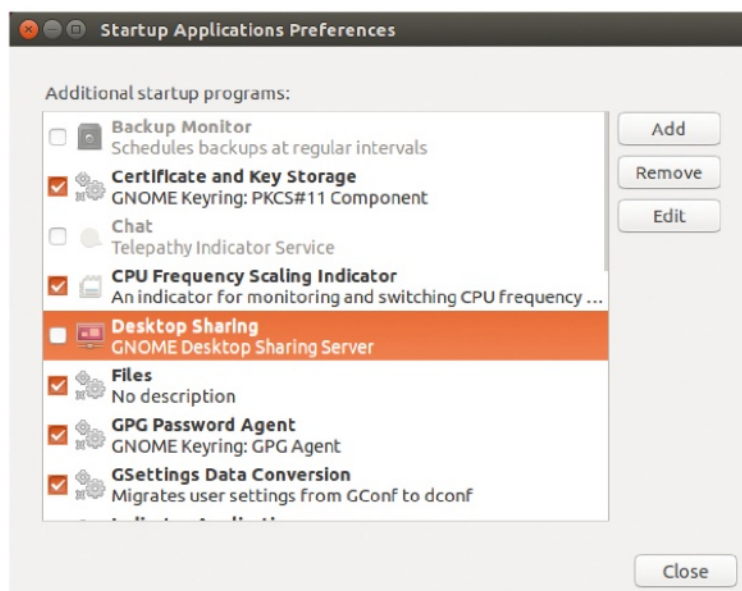 Startup Applications Preferences
Additional startup programs:
Backup Monitor
Schedules backups at regular intervals
Certificate and Key Storage
GNOME Keyring: PKCS#11 Component
Chat
Telepathy Indicator Service
CPU Frequency Scaling Indicator
An indicator for monitoring and switching CPU frequency ...
Desktop Sharing
GNOME Desktop Sharing Server
Files
No description
GPG Password Agent
GNOME Keyring: GPG Agent
GSettings Data Conversion
Migrates user settings from GConf to dconf
Add
Remove
Edit
Close